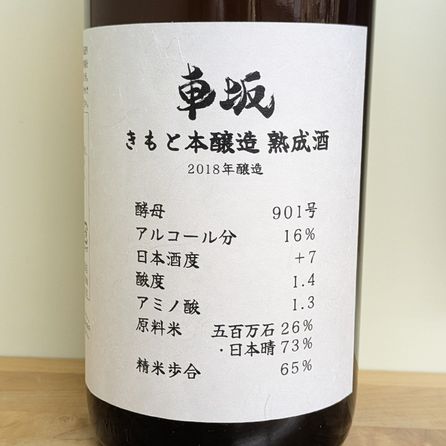 車坂
きもと本醸造 熟成酒
2018年醸造
酵母 901号
アルコール分 16%
日本酒度 +7
酸度 1.4
アミノ酸 1.3
原料米 五百万石 26%
・日本晴 73%
精米歩合 65%